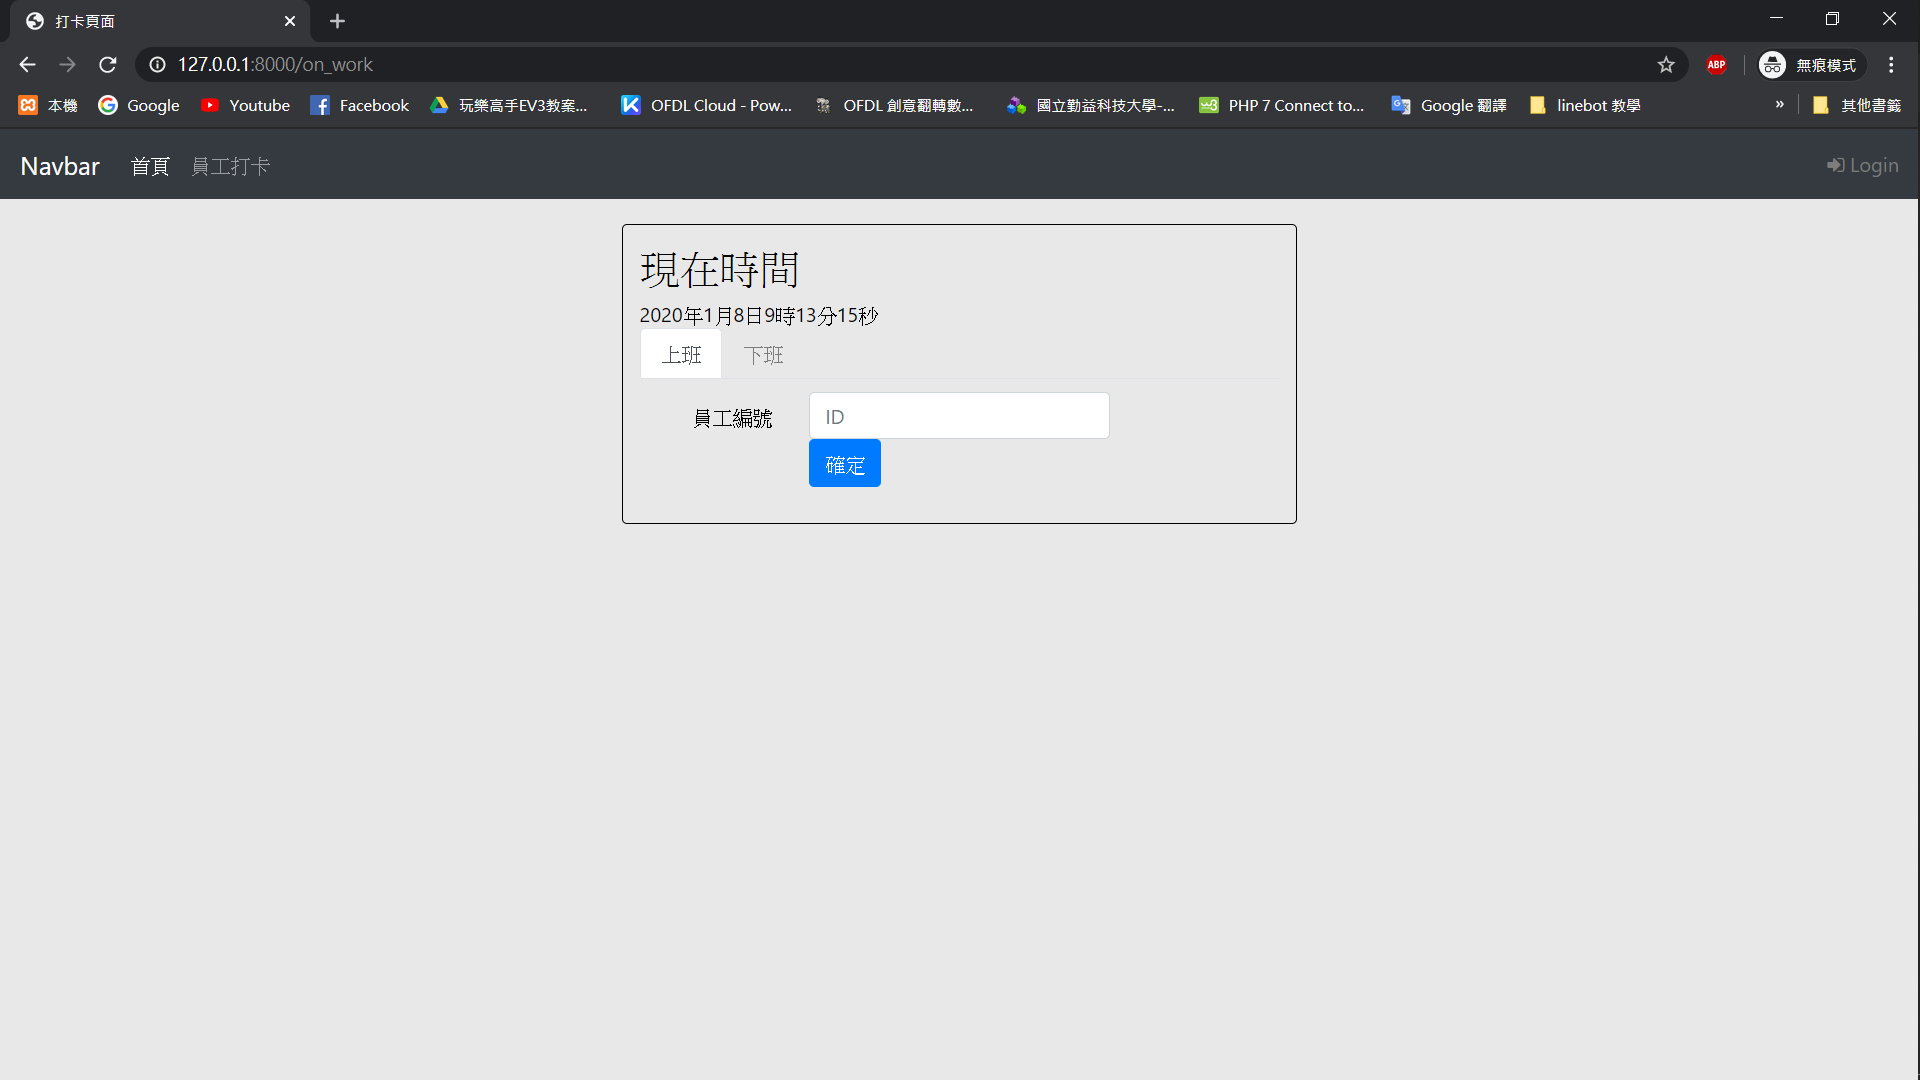 打卡頁面
127.0.0.1:8000/on_work
ABP
無痕模式
本機 Google Youtube Facebook 玩樂高手EV3教案... OFDL Cloud - Pow... OFDL 創意翻轉數... 國立勤益科技大學-... PHP 7 Connect to... Google 翻譯 linebot 教學 » 其他書籤
Navbar 首頁 員工打卡 Login
現在時間
2020年1月8日9時13分15秒
上班 下班
員工編號 ID
確定